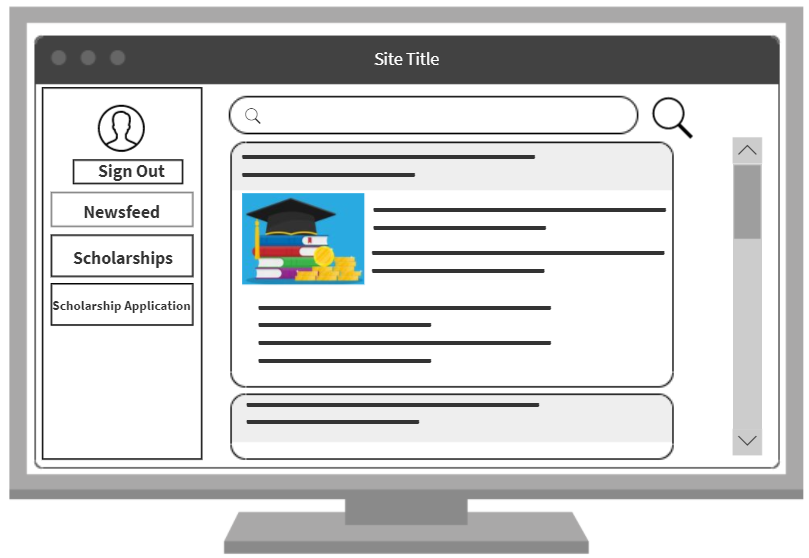 Site Title
Sign Out
Newsfeed
Scholarships
Scholarship Application